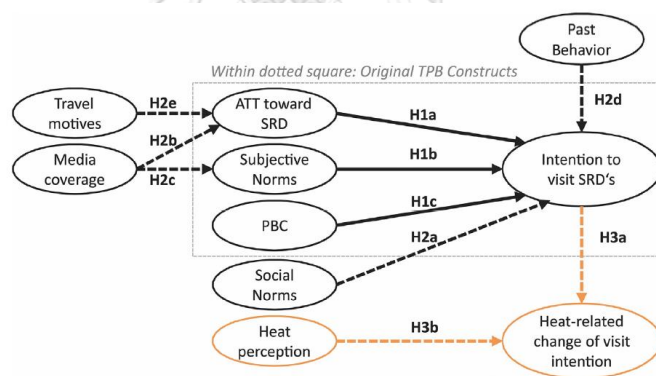 Past
Behavior
Within dotted square: Original TPB Constructs
Travel
motives
H2e
ATT toward
SRD
H1a
H2d
H2b
Media
coverage
H2c
Subjective
Norms
H1b
Intention to
visit SRD‘s
PBC
H1c
H2a
H3a
Social
Norms
Heat
perception
H3b
Heat-related
change of visit
intention